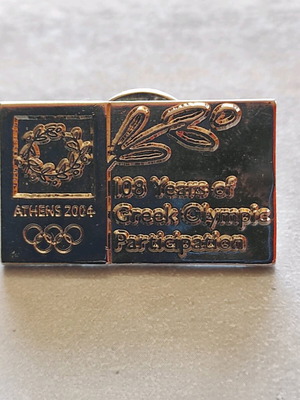 ATHENS 2004
108 Years of
Greek Olympic
Participation